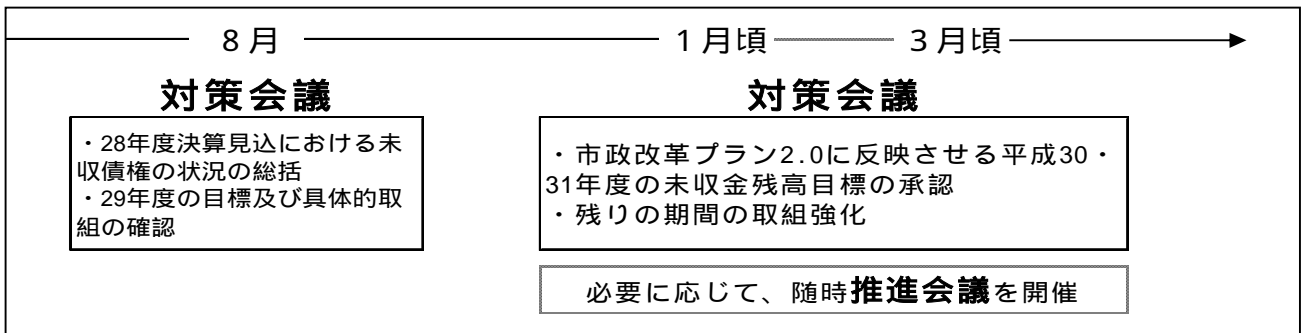 8月
1月頃
3月頃
対策会議
・28年度決算見込における未
収債権の状況の総括
・29年度の目標及び具体的取
組の確認
対策会議
・市政改革プラン2.0に反映させる平成30・
31年度の未収金残高目標の承認
・残りの期間の取組強化
必要に応じて、随時推進会議を開催